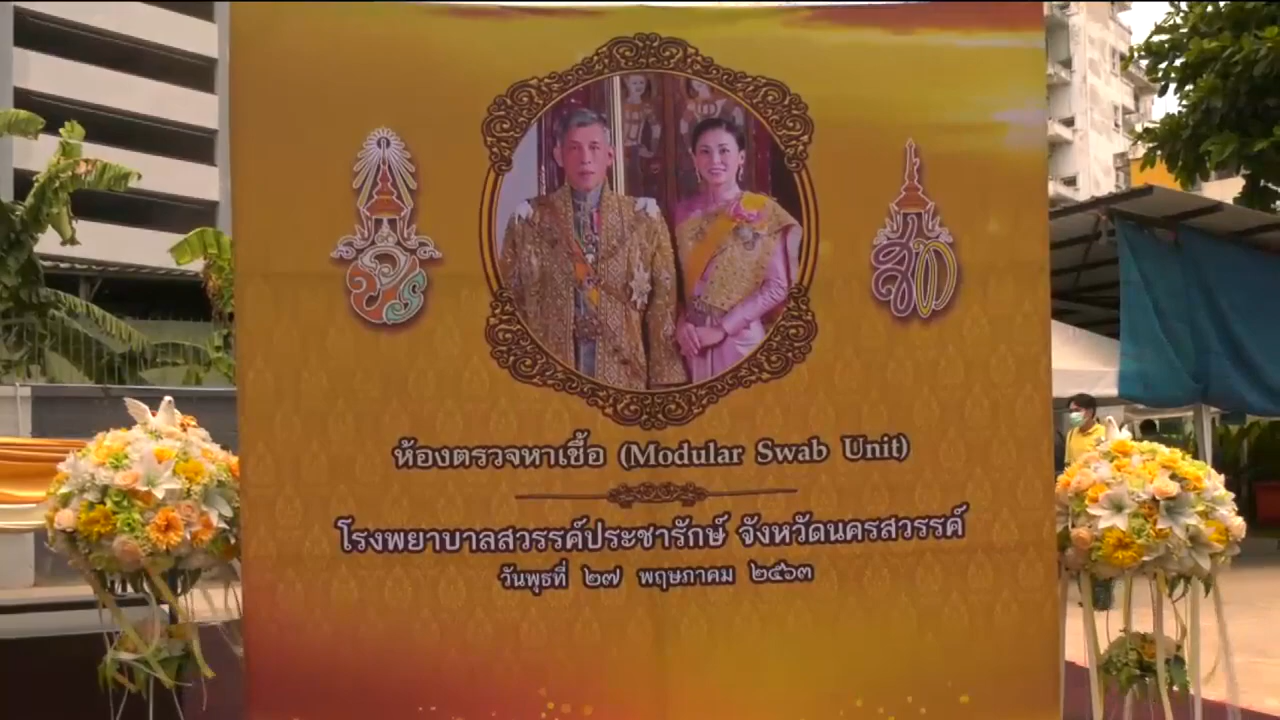 ห้องตรวจหาเชื้อ (Modular Swab Unit)
โรงพยาบาลสวรรค์ประชารักษ์ จังหวัดนครสวรรค์
วันพุธที่ ๒๗ พฤษภาคม ๒๕๖๓